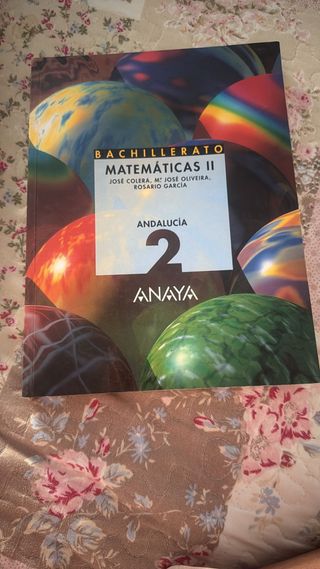 BACHILLERATO
MATEMÁTICAS II
JOSÉ COLERA, Mª JOSÉ OLIVEIRA,
ROSARIO GARCÍA
ANDALUCÍA
2
ANAYA